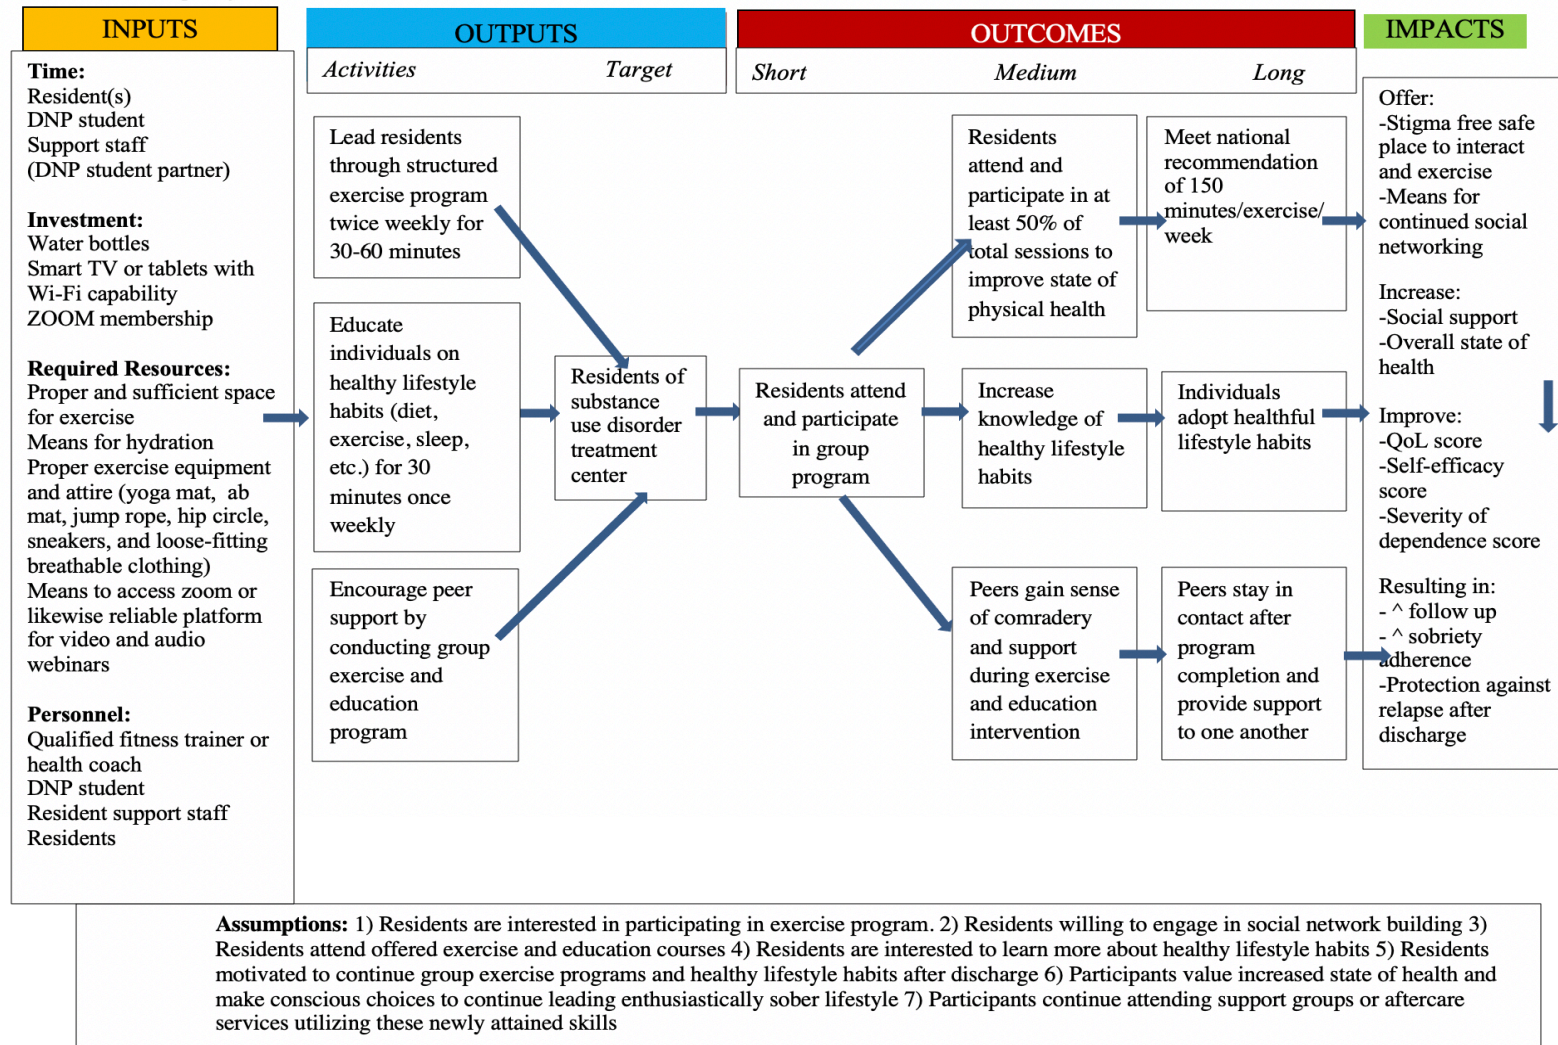 INPUTS
Time:
Resident(s)
DNP student
Support staff
(DNP student partner)
Investment:
Water bottles
Smart TV or tablets with
Wi-Fi capability
ZOOM membership
Required Resources:
Proper and sufficient space
for exercise
Means for hydration
Proper exercise equipment
and attire (yoga mat, ab
mat, jump rope, hip circle,
sneakers, and loose-fitting
breathable clothing)
Means to access zoom or
likewise reliable platform
for video and audio
webinars
Personnel:
Qualified fitness trainer or
health coach
DNP student
Resident support staff
Residents
OUTPUTS
Activities Target
Lead residents
through structured
exercise program
twice weekly for
30-60 minutes
Educate
individuals on
healthy lifestyle
habits (diet,
exercise, sleep,
etc.) for 30
minutes once
weekly
Encourage peer
support by
conducting group
exercise and
education
program
Residents of
substance
use disorder
treatment
center
OUTCOMES
Short Medium Long
Residents attend
and participate
in group
program
Residents
attend and
participate in at
least 50% of
total sessions to
improve state of
physical health
Increase
knowledge of
healthy lifestyle
habits
Peers gain sense
of comradery
and support
during exercise
and education
intervention
Meet national
recommendation
of 150
minutes/exercise/
week
Individuals
adopt healthful
lifestyle habits
Peers stay in
contact after
program
completion and
provide support
to one another
IMPACTS
Offer:
-Stigma free safe
place to interact
and exercise
-Means for
continued social
networking
Increase:
-Social support
-Overall state of
health
Improve:
-QoL score
-Self-efficacy
score
-Severity of
dependence score
Resulting in:
- ^ follow up
- ^ sobriety
adherence
-Protection against
relapse after
discharge
Assumptions: 1) Residents are interested in participating in exercise program. 2) Residents willing to engage in social network building 3)
Residents attend offered exercise and education courses 4) Residents are interested to learn more about healthy lifestyle habits 5) Residents
motivated to continue group exercise programs and healthy lifestyle habits after discharge 6) Participants value increased state of health and
make conscious choices to continue leading enthusiastically sober lifestyle 7) Participants continue attending support groups or aftercare
services utilizing these newly attained skills